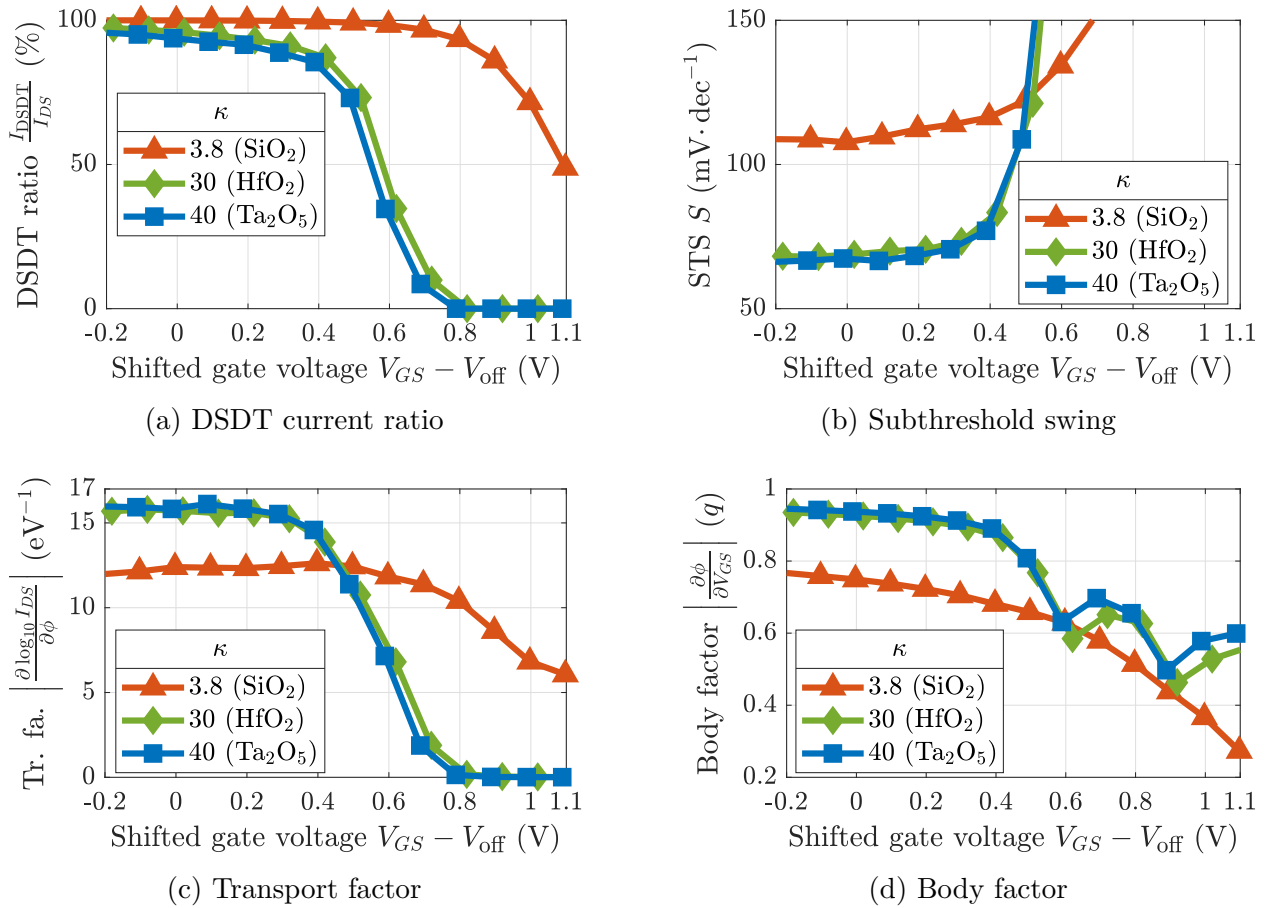 100
50
0
DSDT ratio I_DSDT/I_DS (%)
κ
3.8 (SiO₂)
30 (HfO₂)
40 (Ta₂O₅)
-0.2 0 0.2 0.4 0.6 0.8 1 1.1
Shifted gate voltage V_GS − V_off (V)
(a) DSDT current ratio
150
100
50
STS S (mV·dec⁻¹)
κ
3.8 (SiO₂)
30 (HfO₂)
40 (Ta₂O₅)
-0.2 0 0.2 0.4 0.6 0.8 1 1.1
Shifted gate voltage V_GS − V_off (V)
(b) Subthreshold swing
17
15
10
5
0
Tr. fa. |∂ log₁₀ I_DS/∂ϕ| (eV⁻¹)
κ
3.8 (SiO₂)
30 (HfO₂)
40 (Ta₂O₅)
-0.2 0 0.2 0.4 0.6 0.8 1 1.1
Shifted gate voltage V_GS − V_off (V)
(c) Transport factor
1
0.8
0.6
0.4
0.2
Body factor |∂ϕ/∂V_GS| (q)
κ
3.8 (SiO₂)
30 (HfO₂)
40 (Ta₂O₅)
-0.2 0 0.2 0.4 0.6 0.8 1 1.1
Shifted gate voltage V_GS − V_off (V)
(d) Body factor